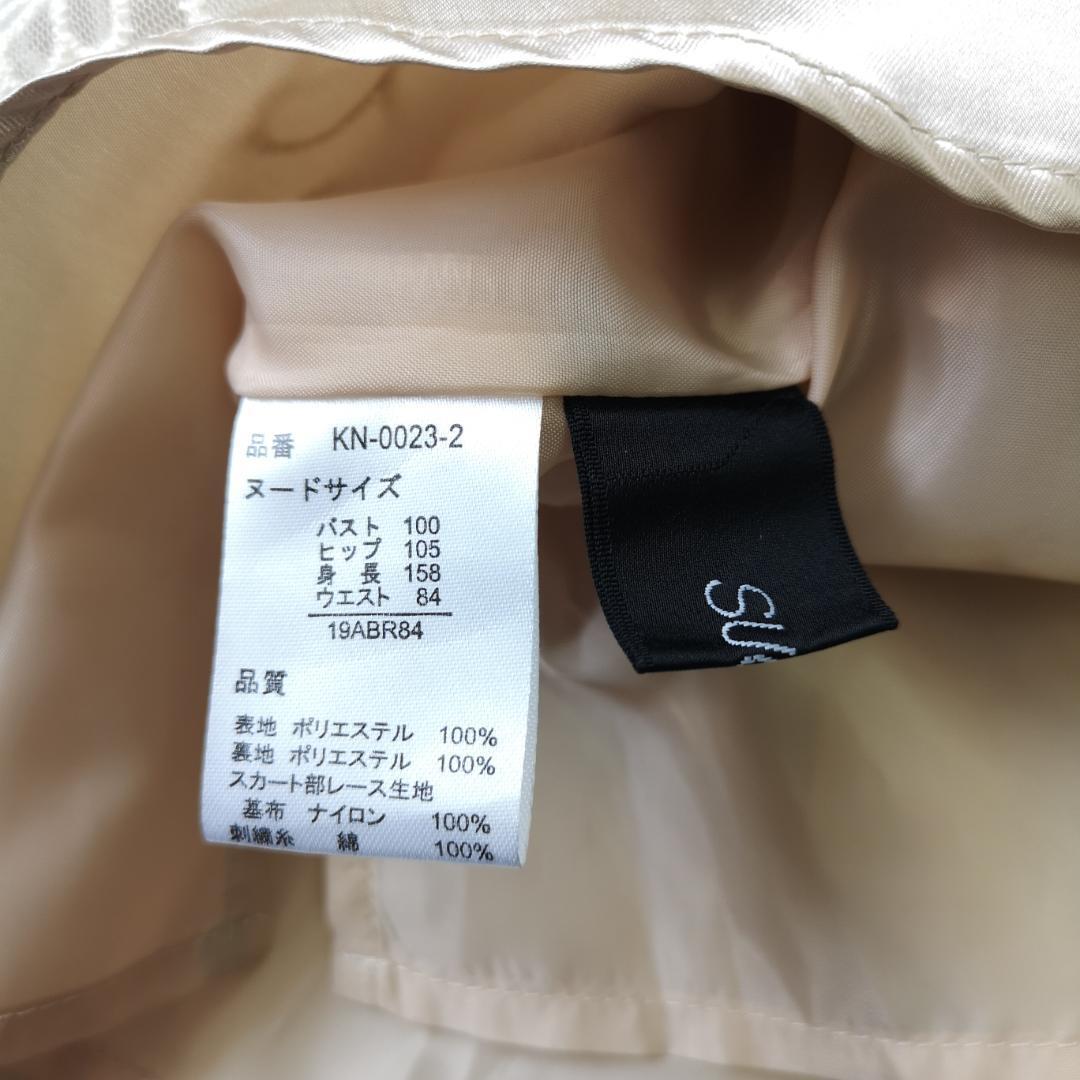 品番 KN-0023-2
ヌードサイズ
バスト 100
ヒップ 105
身長 158
ウエスト 84
19ABR84
品質
表地 ポリエステル 100%
裏地 ポリエステル 100%
スカート部レース生地
基布 ナイロン 100%
刺繍糸 綿 100%
SU